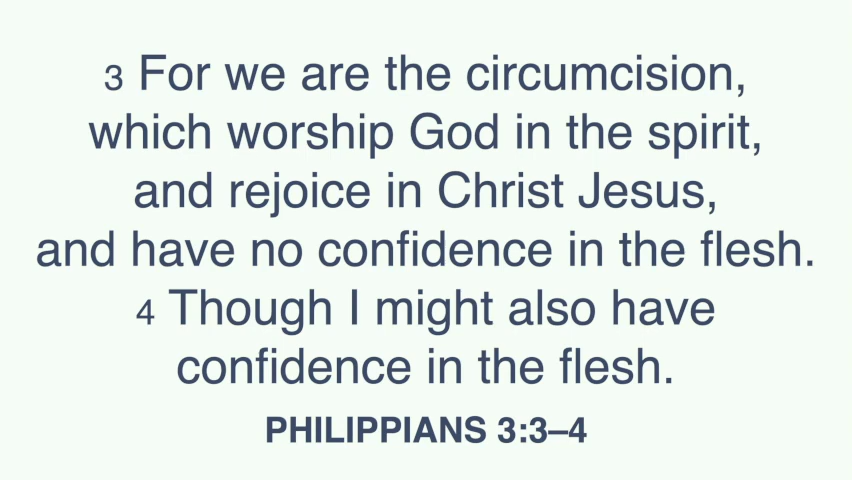 3 For we are the circumcision,
which worship God in the spirit,
and rejoice in Christ Jesus,
and have no confidence in the flesh.
4 Though I might also have
confidence in the flesh.
PHILIPPIANS 3:3–4